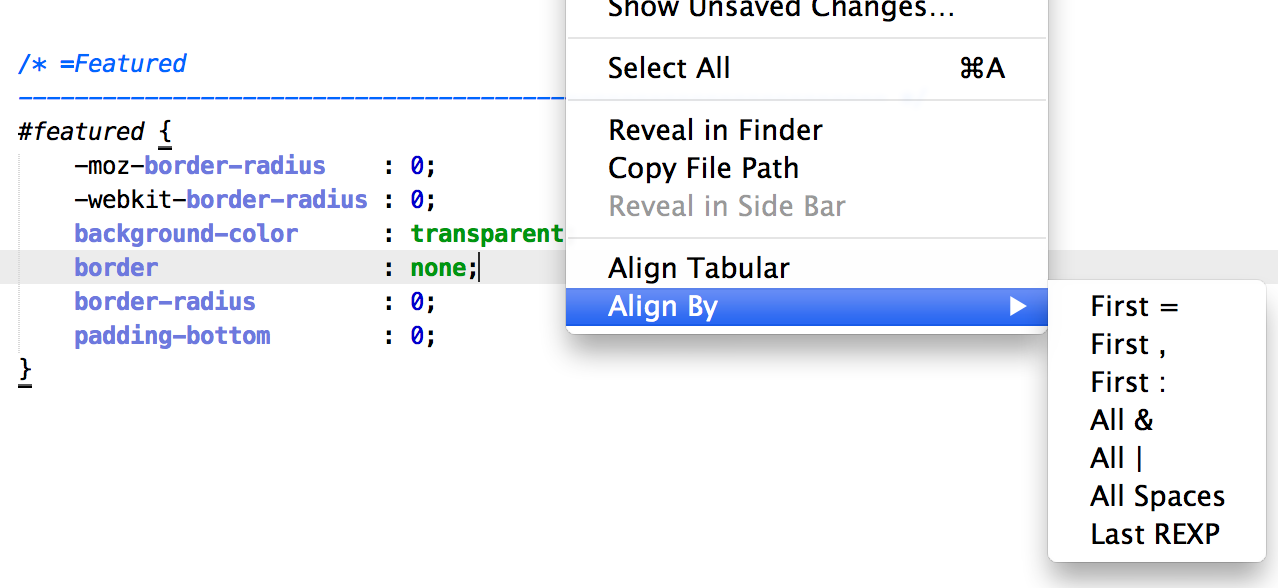 /* =Featured
----------------------------------------
#featured {
-moz-border-radius    : 0;
-webkit-border-radius : 0;
background-color      : transparent
border                : none;
border-radius         : 0;
padding-bottom        : 0;
}
Show Unsaved Changes...
Select All ⌘A
Reveal in Finder
Copy File Path
Reveal in Side Bar
Align Tabular
Align By ▶
First =
First ,
First :
All &
All |
All Spaces
Last REXP